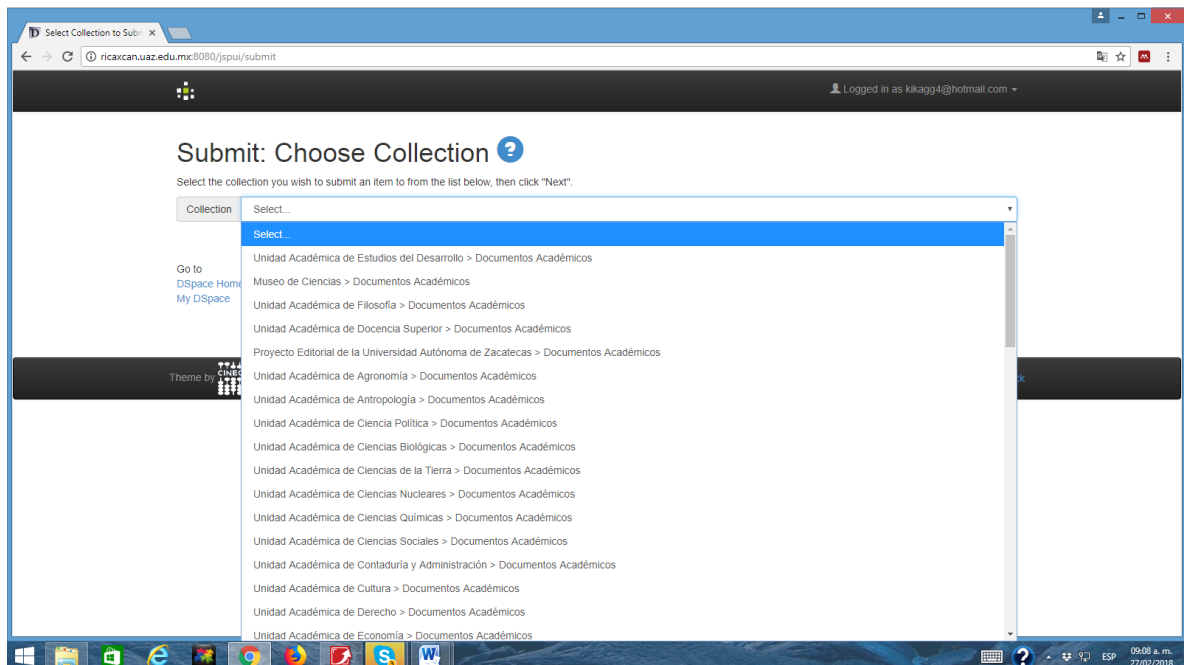 Select Collection to Subm
ricaxcan.uaz.edu.mx:8080/jspui/submit
Logged in as kikagg4@hotmail.com
Submit: Choose Collection ?
Select the collection you wish to submit an item to from the list below, then click "Next".
Collection Select...
Select...
Unidad Académica de Estudios del Desarrollo > Documentos Académicos
Museo de Ciencias > Documentos Académicos
Unidad Académica de Filosofía > Documentos Académicos
Unidad Académica de Docencia Superior > Documentos Académicos
Proyecto Editorial de la Universidad Autónoma de Zacatecas > Documentos Académicos
Unidad Académica de Agronomía > Documentos Académicos
Unidad Académica de Antropología > Documentos Académicos
Unidad Académica de Ciencia Política > Documentos Académicos
Unidad Académica de Ciencias Biológicas > Documentos Académicos
Unidad Académica de Ciencias de la Tierra > Documentos Académicos
Unidad Académica de Ciencias Nucleares > Documentos Académicos
Unidad Académica de Ciencias Químicas > Documentos Académicos
Unidad Académica de Ciencias Sociales > Documentos Académicos
Unidad Académica de Contaduría y Administración > Documentos Académicos
Unidad Académica de Cultura > Documentos Académicos
Unidad Académica de Derecho > Documentos Académicos
Unidad Académica de Economía > Documentos Académicos
Go to
DSpace Home
My DSpace
Theme by
ESP 09:08 a. m.
27/02/2018